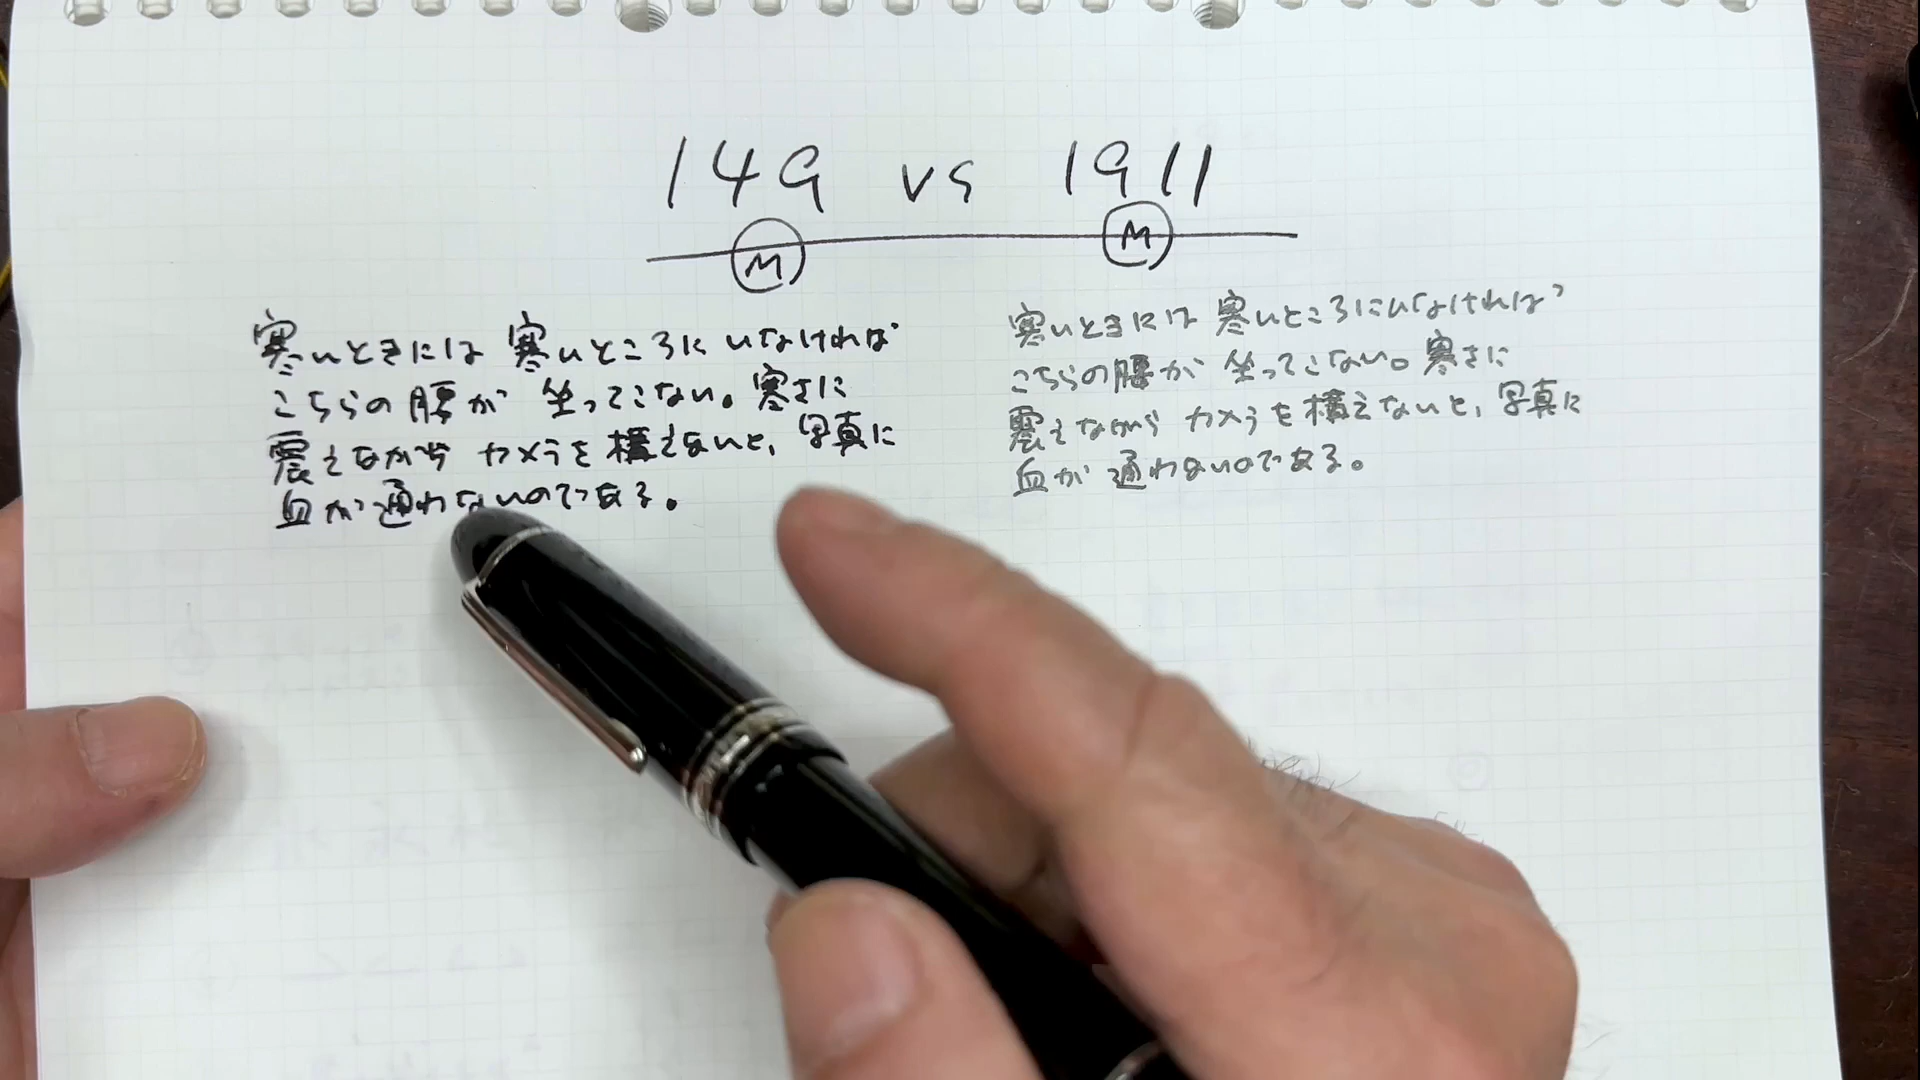 149 vs 1911
M
M
寒いときには 寒いところに いなければ
こちらの腰が 坐ってこない。寒さに
震えながら カメラを構えないと、写真に
血が通わないのである。
寒いときには 寒いところにいなければ
こちらの腰が 坐ってこない。寒さに
震えながら カメラを構えないと、写真に
血が 通わないのである。